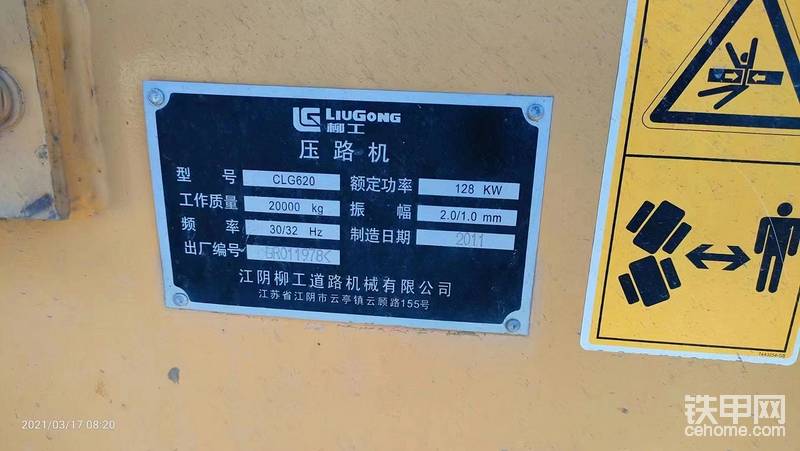 LIUGONG
柳工
压路机
型号 CLG620 额定功率 128 KW
工作质量 20000 kg 振幅 2.0/1.0 mm
频率 30/32 Hz 制造日期 2011
出厂编号
江阴柳工道路机械有限公司
江苏省江阴市云亭镇云顾路155号
2021/03/17 08:20
铁甲网
cehome.com